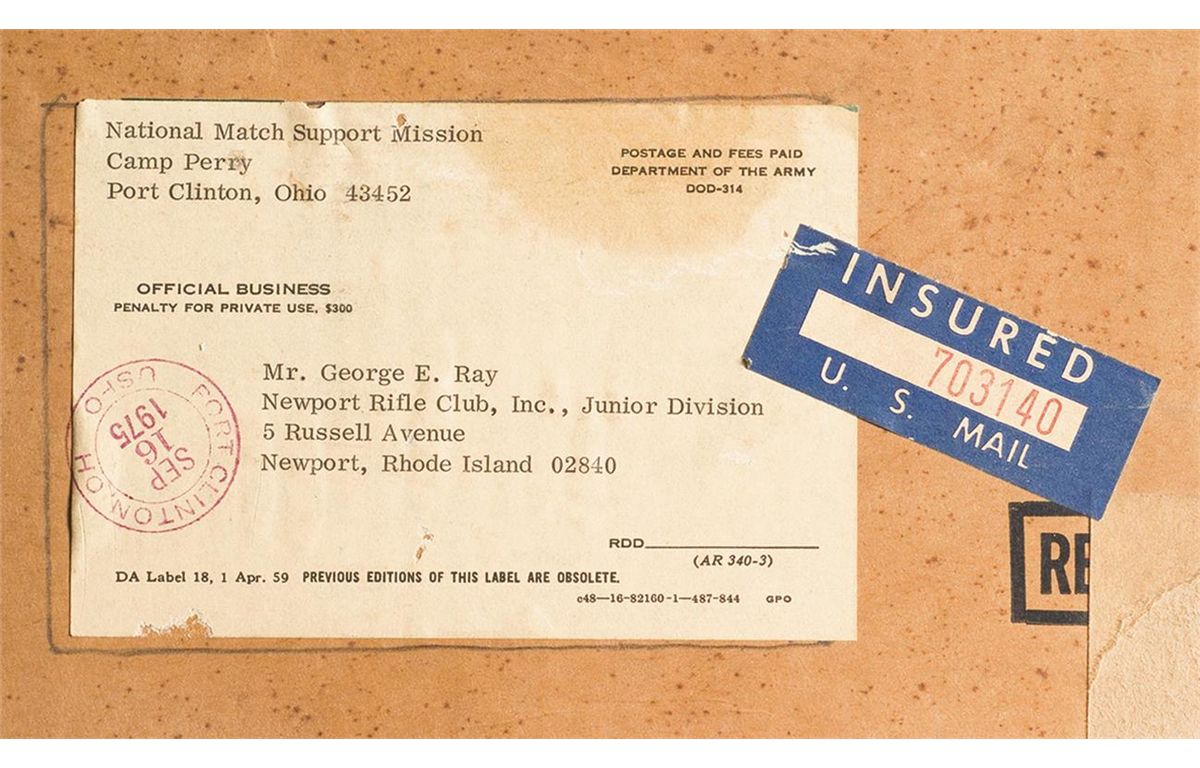 National Match Support Mission
Camp Perry
Port Clinton, Ohio 43452
POSTAGE AND FEES PAID
DEPARTMENT OF THE ARMY
DOD-314
OFFICIAL BUSINESS
PENALTY FOR PRIVATE USE, $300
INSURED
703140
U. S. MAIL
Mr. George E. Ray
Newport Rifle Club, Inc., Junior Division
5 Russell Avenue
Newport, Rhode Island 02840
PORT CLINTON, OH
USPO
SEP
16
1975
RDD
(AR 340-3)
DA Label 18, 1 Apr. 59 PREVIOUS EDITIONS OF THIS LABEL ARE OBSOLETE.
c48—16-82160-1—487-844 GPO